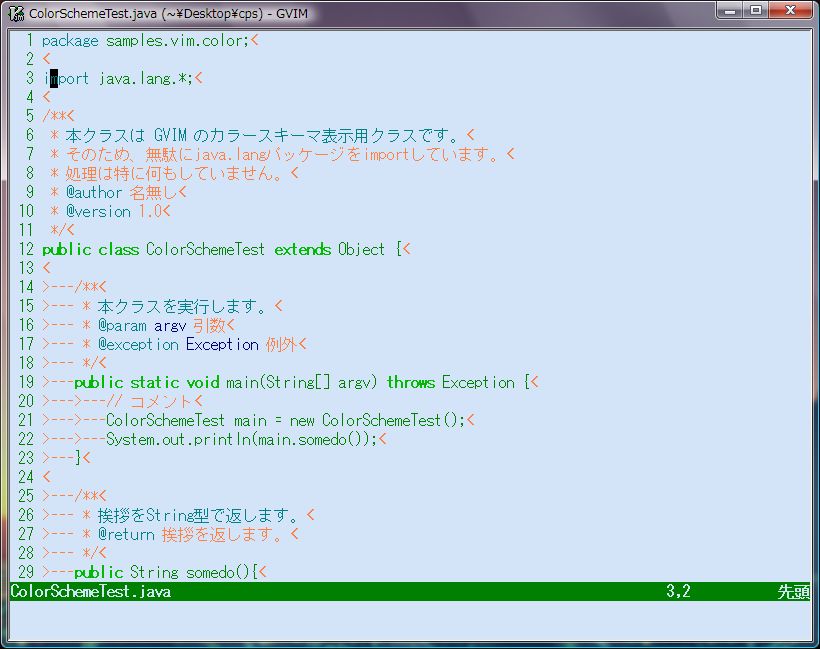 ColorSchemeTest.java (~¥Desktop¥cps) - GVIM
1 package samples.vim.color;<
2 <
3 import java.lang.*;<
4 <
5 /**<
6  * 本クラスは GVIM のカラースキーマ表示用クラスです。<
7  * そのため、無駄にjava.langパッケージをimportしています。<
8  * 処理は特に何もしていません。<
9  * @author 名無し<
10  * @version 1.0<
11  */<
12 public class ColorSchemeTest extends Object {<
13 <
14 >---/**<
15 >--- * 本クラスを実行します。<
16 >--- * @param argv 引数<
17 >--- * @exception Exception 例外<
18 >--- */<
19 >---public static void main(String[] argv) throws Exception {<
20 >--->---// コメント<
21 >--->---ColorSchemeTest main = new ColorSchemeTest();<
22 >--->---System.out.println(main.somedo());<
23 >---}<
24 <
25 >---/**<
26 >--- * 挨拶をString型で返します。<
27 >--- * @return 挨拶を返します。<
28 >--- */<
29 >---public String somedo(){<
ColorSchemeTest.java 3,2 先頭